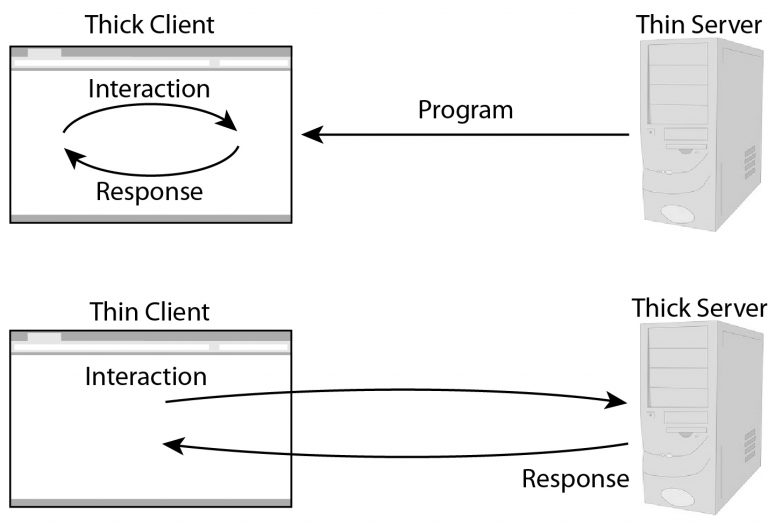 Thick Client
Thin Server
Interaction
Program
Response
Thin Client
Thick Server
Interaction
Response